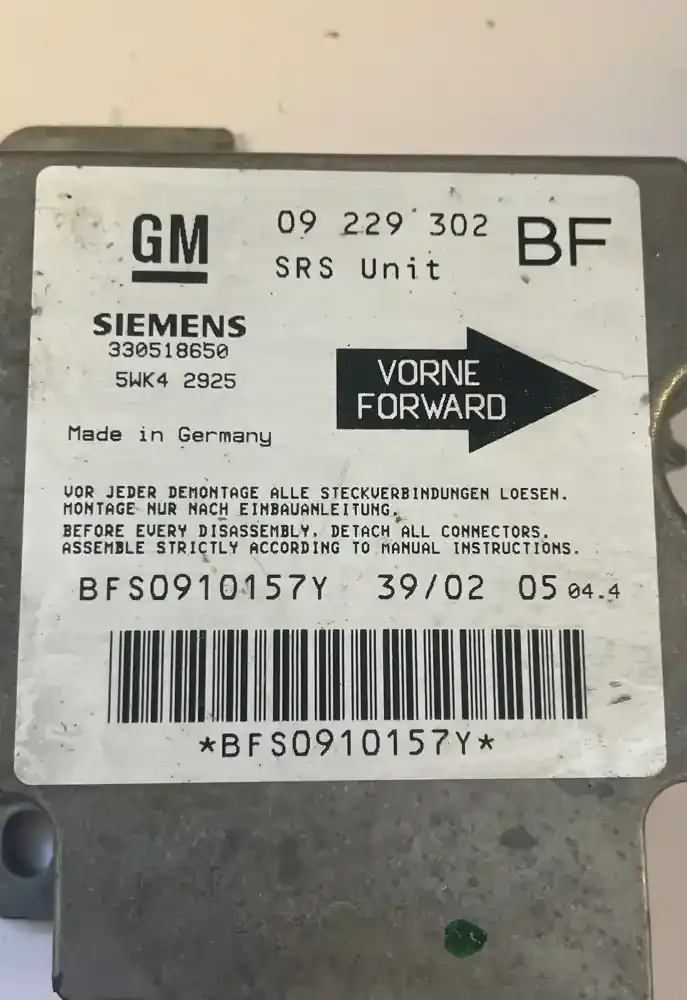 GM
09 229 302 BF
SRS Unit
SIEMENS
330518650
5WK4 2925
VORNE
FORWARD
Made in Germany
VOR JEDER DEMONTAGE ALLE STECKVERBINDUNGEN LOESEN.
MONTAGE NUR NACH EINBAUANLEITUNG.
BEFORE EVERY DISASSEMBLY, DETACH ALL CONNECTORS.
ASSEMBLE STRICTLY ACCORDING TO MANUAL INSTRUCTIONS.
BFS0910157Y 39/02 05 04.4
*BFS0910157Y*